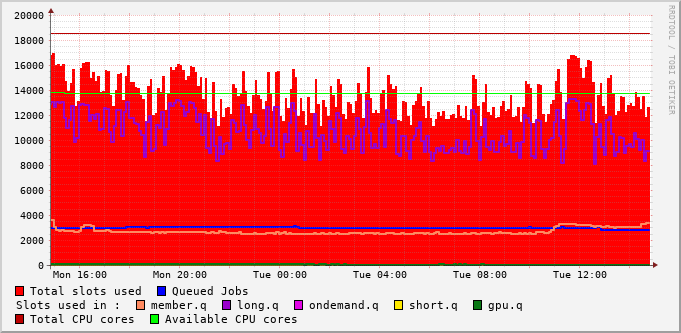 20000
18000
16000
14000
12000
10000
8000
6000
4000
2000
0
Mon 16:00 Mon 20:00 Tue 00:00 Tue 04:00 Tue 08:00 Tue 12:00
RRDTOOL / TOBI OETIKER
Total slots used Queued Jobs
Slots used in : member.q long.q ondemand.q short.q gpu.q
Total CPU cores Available CPU cores